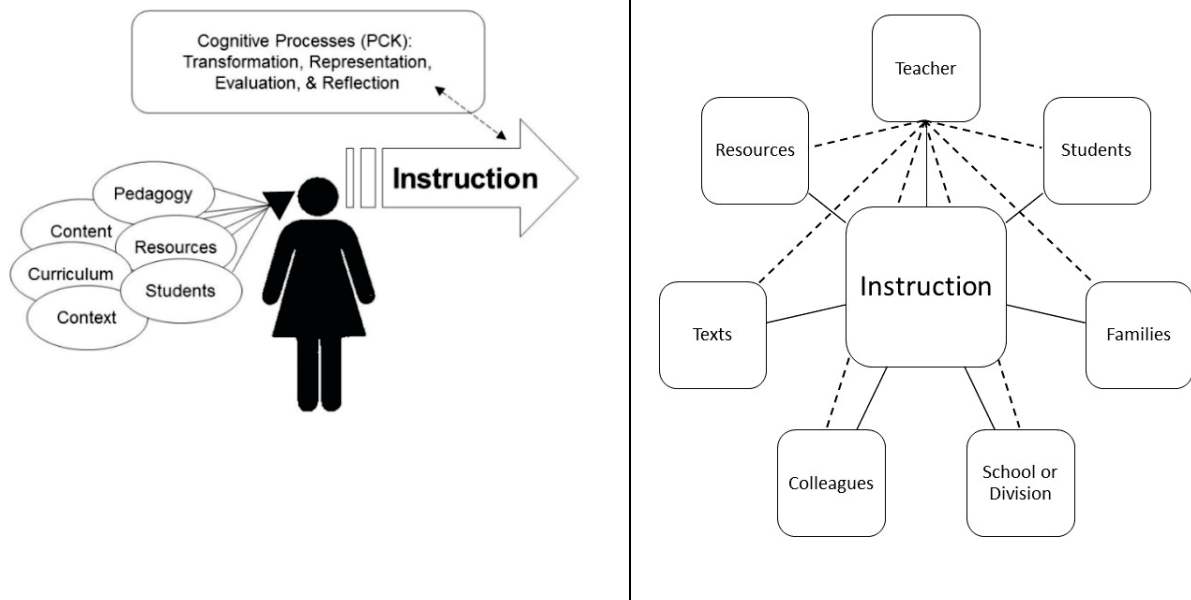 Cognitive Processes (PCK):
Transformation, Representation,
Evaluation, & Reflection
Instruction
Pedagogy
Content
Resources
Curriculum
Students
Context
Teacher
Resources
Students
Instruction
Texts
Families
Colleagues
School or
Division